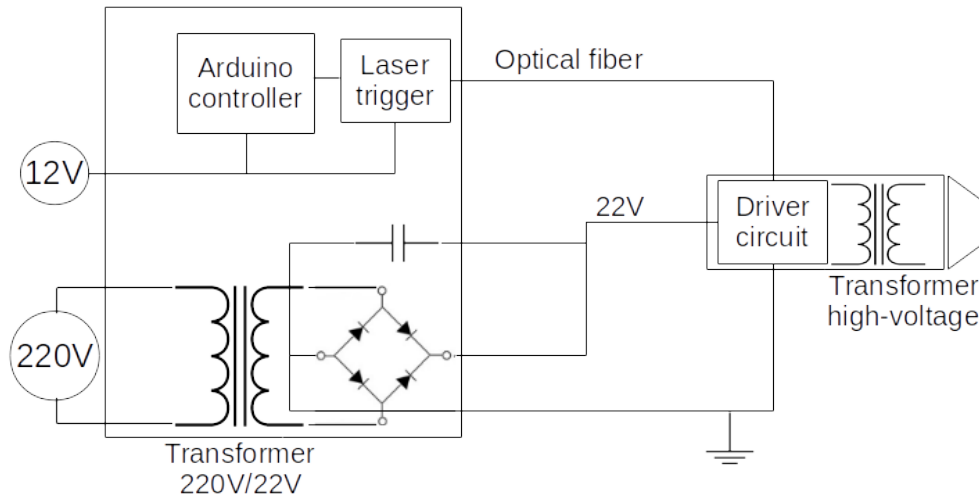 Arduino
controller
Laser
trigger
Optical fiber
12V
22V
Driver
circuit
Transformer
high-voltage
220V
Transformer
220V/22V